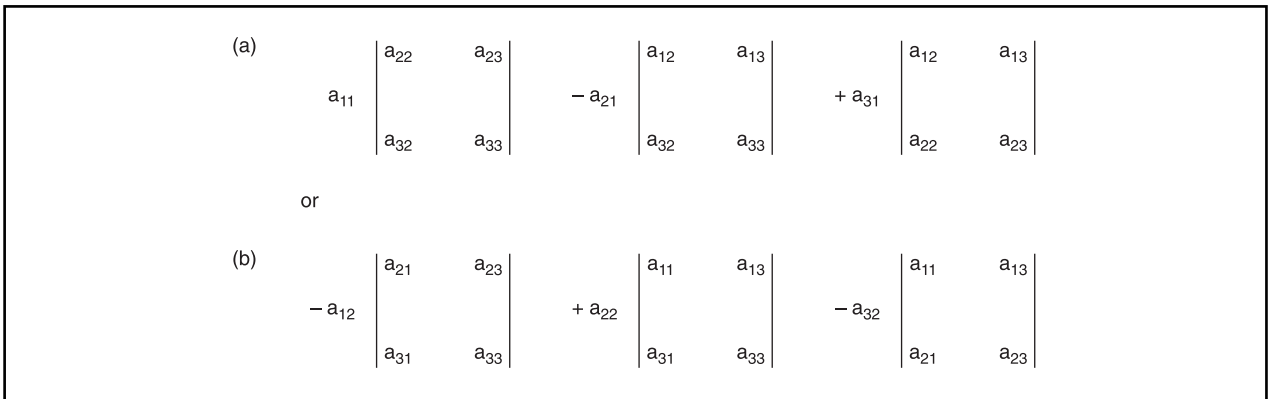 (a)
a₂₂ a₂₃ a₁₂ a₁₃ a₁₂ a₁₃
a₁₁ – a₂₁ + a₃₁
a₃₂ a₃₃ a₃₂ a₃₃ a₂₂ a₂₃
or
(b)
a₂₁ a₂₃ a₁₁ a₁₃ a₁₁ a₁₃
– a₁₂ + a₂₂ – a₃₂
a₃₁ a₃₃ a₃₁ a₃₃ a₂₁ a₂₃